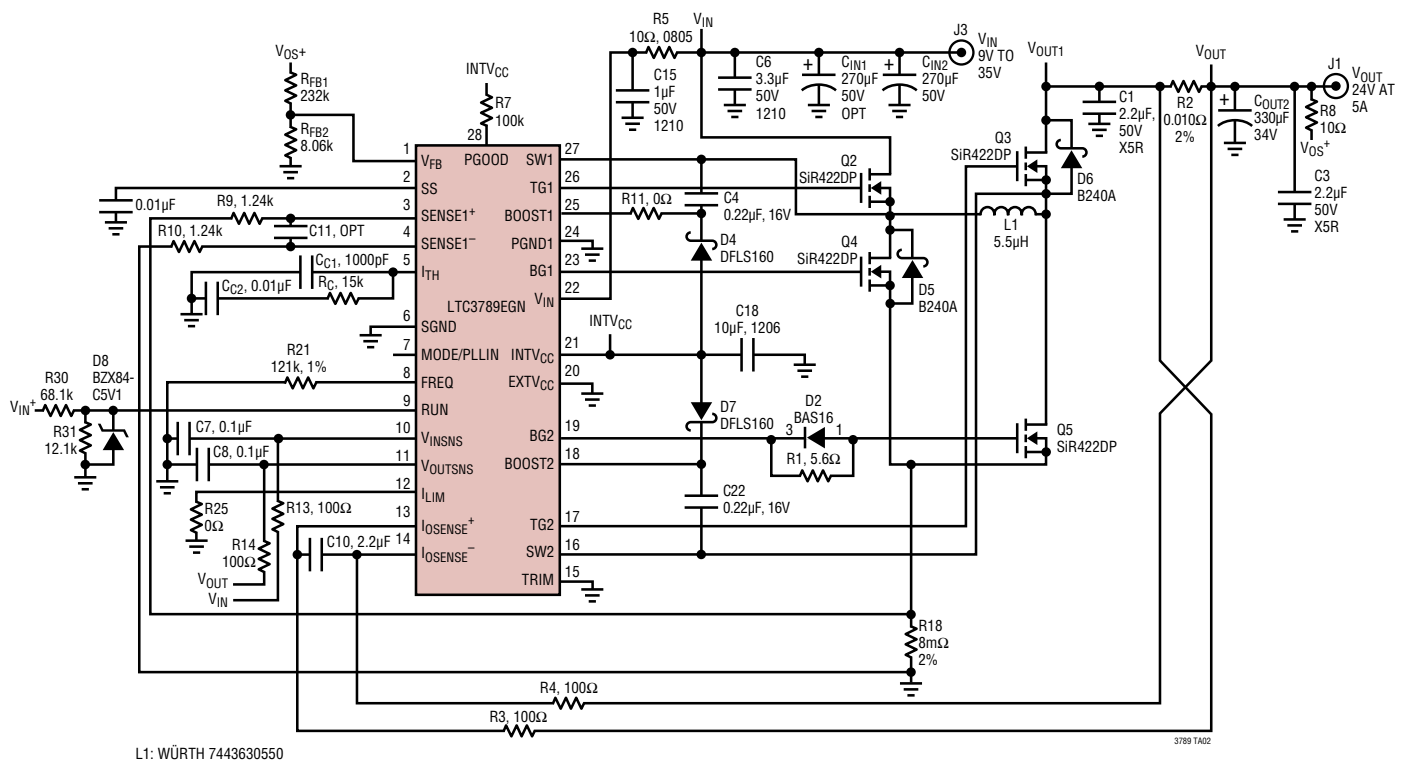 VOS+
RFB1
232k
RFB2
8.06k
INTVCC
R7
100k
R5
10Ω, 0805
VIN
C15
1µF
50V
1210
C6
3.3µF
50V
1210
+
CIN1
270µF
50V
OPT
+
CIN2
270µF
50V
J3
VIN
9V TO
35V
VOUT1
C1
2.2µF,
50V
X5R
R2
0.010Ω
2%
VOUT
+
COUT2
330µF
34V
J1
VOUT
24V AT
5A
R8
10Ω
VOS+
C3
2.2µF
50V
X5R
28
PGOOD
1
VFB
2
SS
3
SENSE1+
4
SENSE1−
5
ITH
6
SGND
7
MODE/PLLIN
8
FREQ
9
RUN
10
VINSNS
11
VOUTSNS
12
ILIM
13
IOSENSE+
14
IOSENSE−
LTC3789EGN
SW1
27
TG1
26
BOOST1
25
PGND1
24
BG1
23
VIN
22
INTVCC
21
EXTVCC
20
BG2
19
BOOST2
18
TG2
17
SW2
16
TRIM
15
0.01µF
R9, 1.24k
C11, OPT
R10, 1.24k
CC1, 1000pF
CC2, 0.01µF
RC, 15k
R21
121k, 1%
D8
BZX84-
C5V1
R30
68.1k
VIN+
R31
12.1k
C7, 0.1µF
C8, 0.1µF
R25
0Ω
R13, 100Ω
R14
100Ω
C10, 2.2µF
VOUT
VIN
R11, 0Ω
C4
0.22µF, 16V
D4
DFLS160
INTVCC
C18
10µF, 1206
D7
DFLS160
C22
0.22µF, 16V
D2
BAS16
3
1
R1, 5.6Ω
Q2
SiR422DP
Q4
SiR422DP
D5
B240A
Q3
SiR422DP
D6
B240A
L1
5.5µH
Q5
SiR422DP
R18
8mΩ
2%
R4, 100Ω
R3, 100Ω
3789 TA02
L1: WÜRTH 7443630550